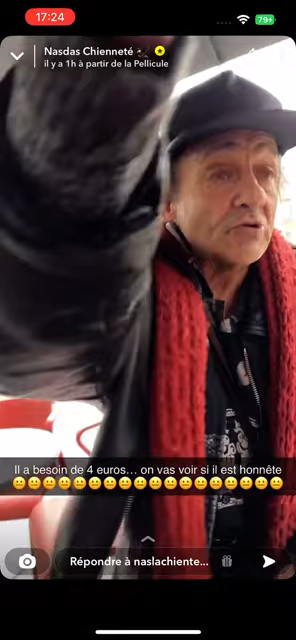 17:24
79+
Nasdas Chienneté
il y a 1h à partir de la Pellicule
Il a besoin de 4 euros... on vas voir si il est honnête
😀😀😀😀😀😀😀😀😀😀😀😀😀😀😀😀😀😀
Répondre à naslachiente...